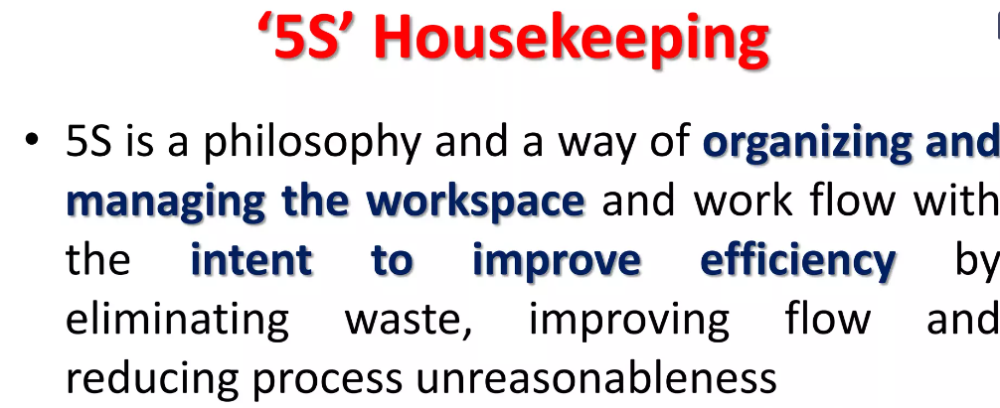 ‘5S’ Housekeeping
• 5S is a philosophy and a way of organizing and
managing the workspace and work flow with
the intent to improve efficiency by
eliminating waste, improving flow and
reducing process unreasonableness